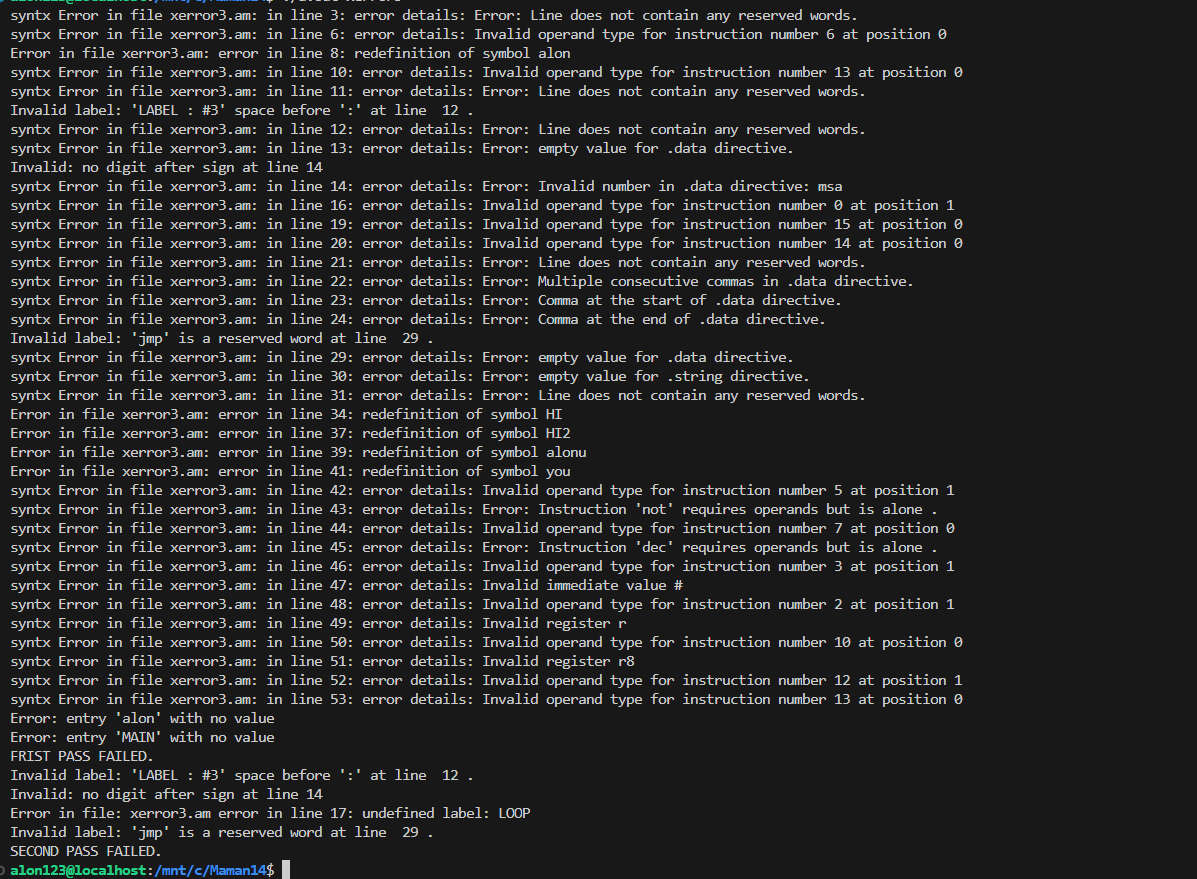 syntx Error in file xerror3.am: in line 3: error details: Error: Line does not contain any reserved words.
syntx Error in file xerror3.am: in line 6: error details: Invalid operand type for instruction number 6 at position 0
Error in file xerror3.am: error in line 8: redefinition of symbol alon
syntx Error in file xerror3.am: in line 10: error details: Invalid operand type for instruction number 13 at position 0
syntx Error in file xerror3.am: in line 11: error details: Error: Line does not contain any reserved words.
Invalid label: 'LABEL : #3' space before ':' at line  12 .
syntx Error in file xerror3.am: in line 12: error details: Error: Line does not contain any reserved words.
syntx Error in file xerror3.am: in line 13: error details: Error: empty value for .data directive.
Invalid: no digit after sign at line 14
syntx Error in file xerror3.am: in line 14: error details: Error: Invalid number in .data directive: msa
syntx Error in file xerror3.am: in line 16: error details: Invalid operand type for instruction number 0 at position 1
syntx Error in file xerror3.am: in line 19: error details: Invalid operand type for instruction number 15 at position 0
syntx Error in file xerror3.am: in line 20: error details: Invalid operand type for instruction number 14 at position 0
syntx Error in file xerror3.am: in line 21: error details: Error: Line does not contain any reserved words.
syntx Error in file xerror3.am: in line 22: error details: Error: Multiple consecutive commas in .data directive.
syntx Error in file xerror3.am: in line 23: error details: Error: Comma at the start of .data directive.
syntx Error in file xerror3.am: in line 24: error details: Error: Comma at the end of .data directive.
Invalid label: 'jmp' is a reserved word at line  29 .
syntx Error in file xerror3.am: in line 29: error details: Error: empty value for .data directive.
syntx Error in file xerror3.am: in line 30: error details: Error: empty value for .string directive.
syntx Error in file xerror3.am: in line 31: error details: Error: Line does not contain any reserved words.
Error in file xerror3.am: error in line 34: redefinition of symbol HI
Error in file xerror3.am: error in line 37: redefinition of symbol HI2
Error in file xerror3.am: error in line 39: redefinition of symbol alonu
Error in file xerror3.am: error in line 41: redefinition of symbol you
syntx Error in file xerror3.am: in line 42: error details: Invalid operand type for instruction number 5 at position 1
syntx Error in file xerror3.am: in line 43: error details: Error: Instruction 'not' requires operands but is alone .
syntx Error in file xerror3.am: in line 44: error details: Invalid operand type for instruction number 7 at position 0
syntx Error in file xerror3.am: in line 45: error details: Error: Instruction 'dec' requires operands but is alone .
syntx Error in file xerror3.am: in line 46: error details: Invalid operand type for instruction number 3 at position 1
syntx Error in file xerror3.am: in line 47: error details: Invalid immediate value #
syntx Error in file xerror3.am: in line 48: error details: Invalid operand type for instruction number 2 at position 1
syntx Error in file xerror3.am: in line 49: error details: Invalid register r
syntx Error in file xerror3.am: in line 50: error details: Invalid operand type for instruction number 10 at position 0
syntx Error in file xerror3.am: in line 51: error details: Invalid register r8
syntx Error in file xerror3.am: in line 52: error details: Invalid operand type for instruction number 12 at position 1
syntx Error in file xerror3.am: in line 53: error details: Invalid operand type for instruction number 13 at position 0
Error: entry 'alon' with no value
Error: entry 'MAIN' with no value
FRIST PASS FAILED.
Invalid label: 'LABEL : #3' space before ':' at line  12 .
Invalid: no digit after sign at line 14
Error in file: xerror3.am error in line 17: undefined label: LOOP
Invalid label: 'jmp' is a reserved word at line  29 .
SECOND PASS FAILED.
alon123@localhost:/mnt/c/Maman14$